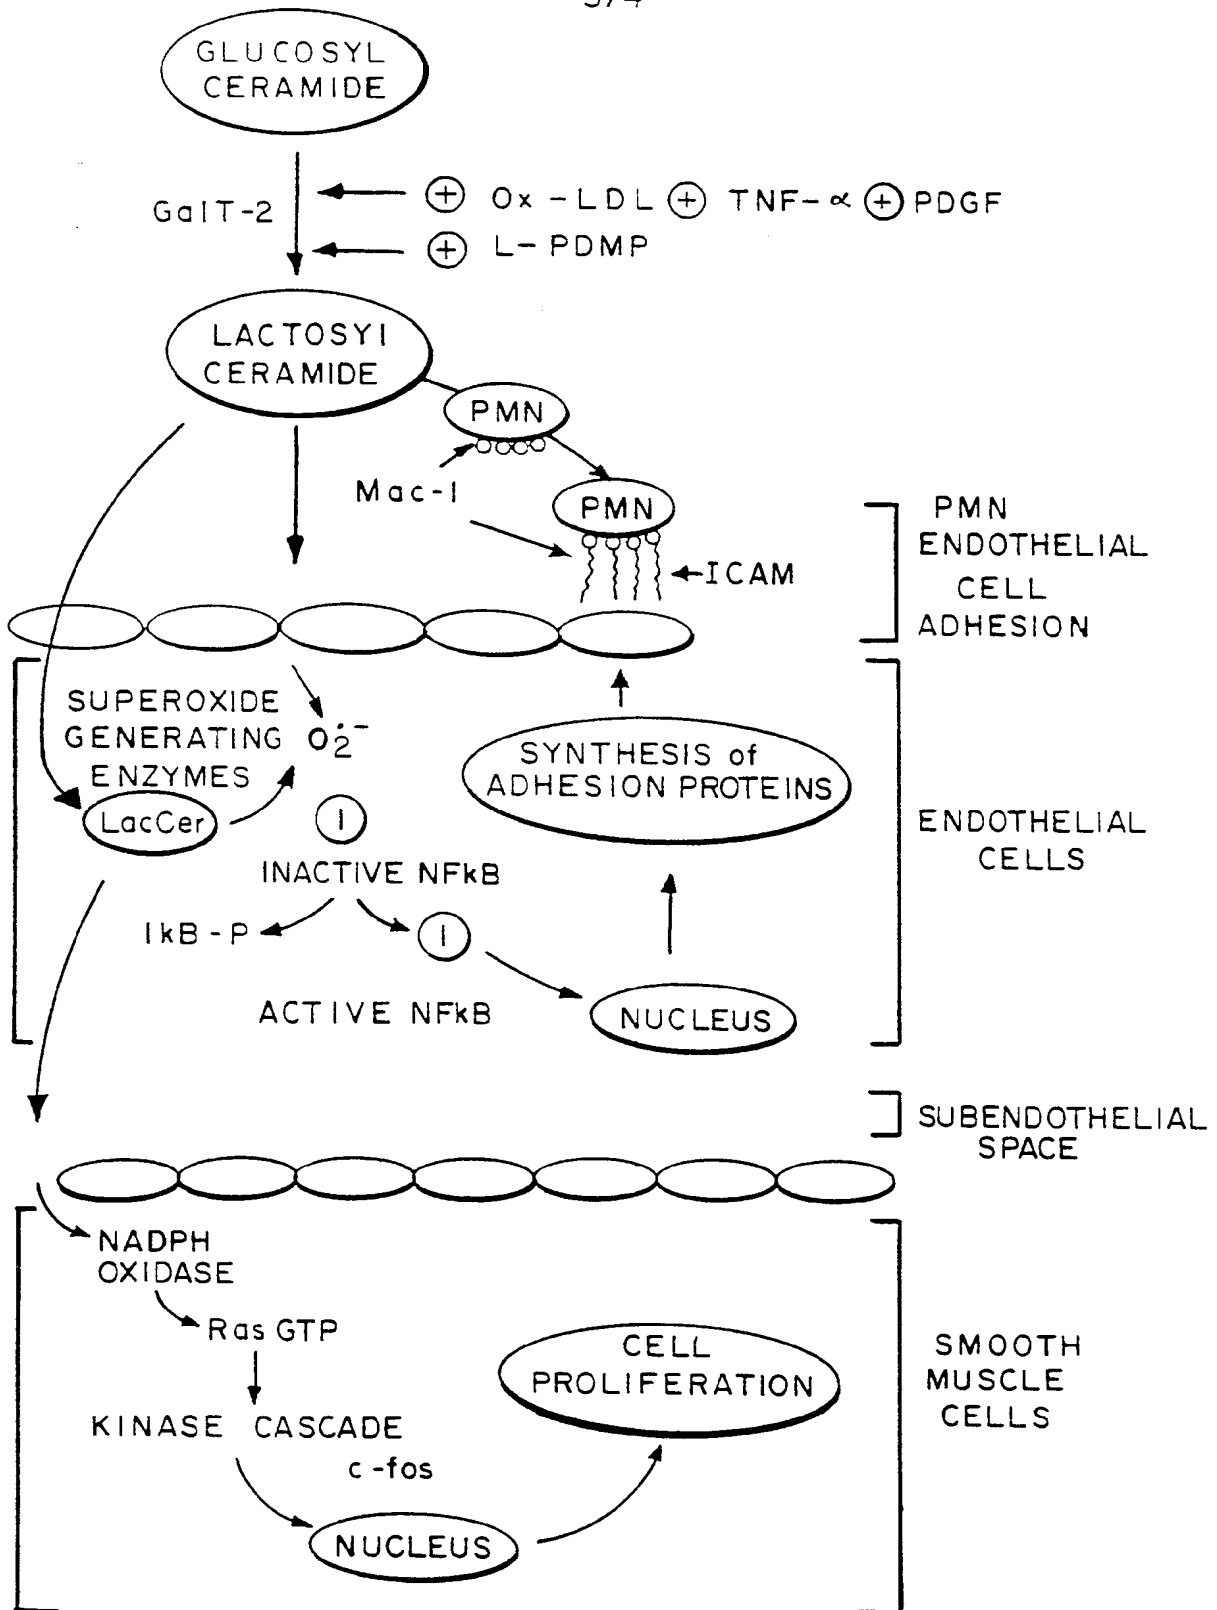 GLUCOSYL
CERAMIDE
GalT-2
+ Ox-LDL + TNF-∝ + PDGF
+ L-PDMP
LACTOSYl
CERAMIDE
PMN
Mac-1
PMN
ICAM
PMN
ENDOTHELIAL
CELL
ADHESION
SUPEROXIDE
GENERATING O2·-
ENZYMES
LacCer
SYNTHESIS of
ADHESION PROTEINS
I
INACTIVE NFkB
IkB-P
I
ACTIVE NFkB
NUCLEUS
ENDOTHELIAL
CELLS
SUBENDOTHELIAL
SPACE
NADPH
OXIDASE
Ras GTP
KINASE CASCADE
c-fos
NUCLEUS
CELL
PROLIFERATION
SMOOTH
MUSCLE
CELLS